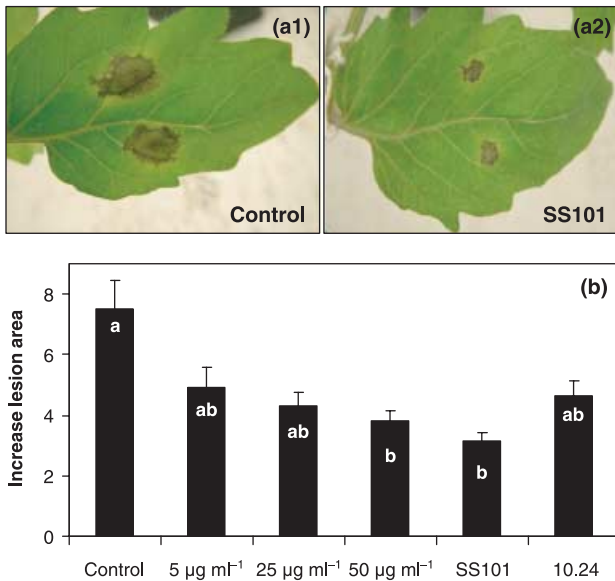 (a1)
(a2)
Control
SS101
(b)
Increase lesion area
8
6
4
2
0
a
ab
ab
b
b
ab
Control
5 µg ml⁻¹
25 µg ml⁻¹
50 µg ml⁻¹
SS101
10.24